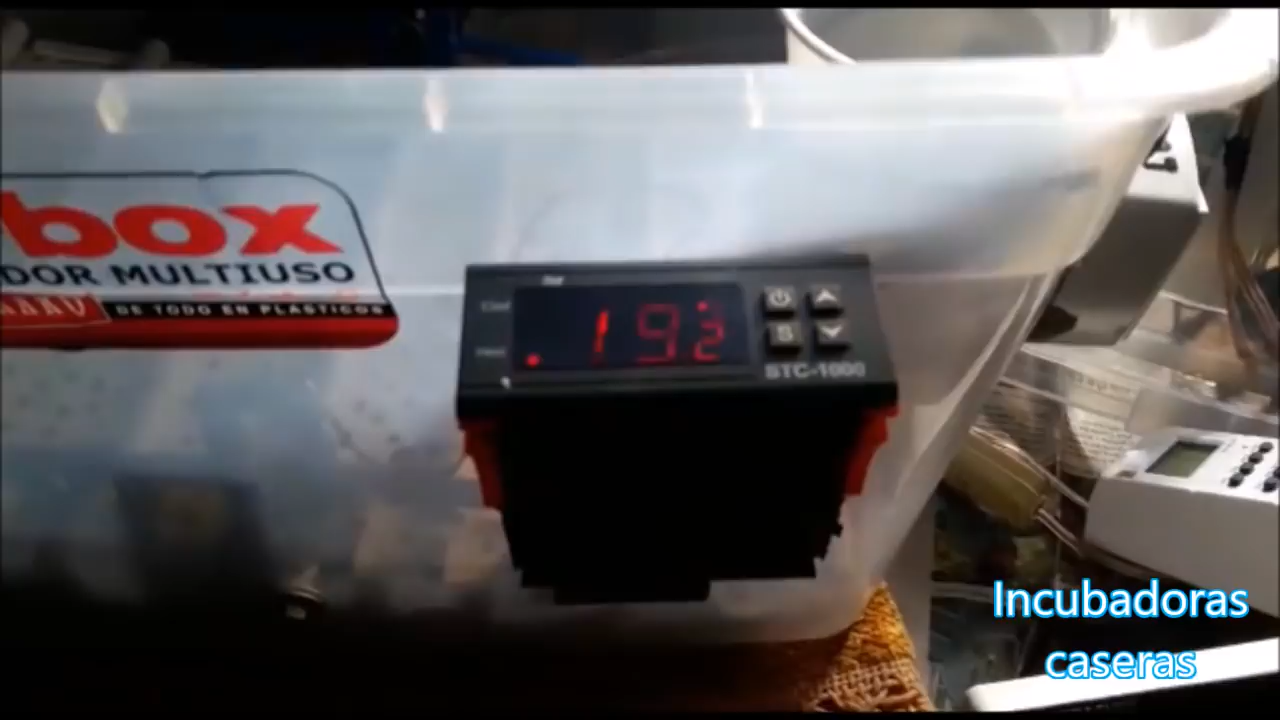 box
DOR MULTIUSO
DE TODO EN PLASTICOS
192
S
STC-1000
Incubadoras
caseras